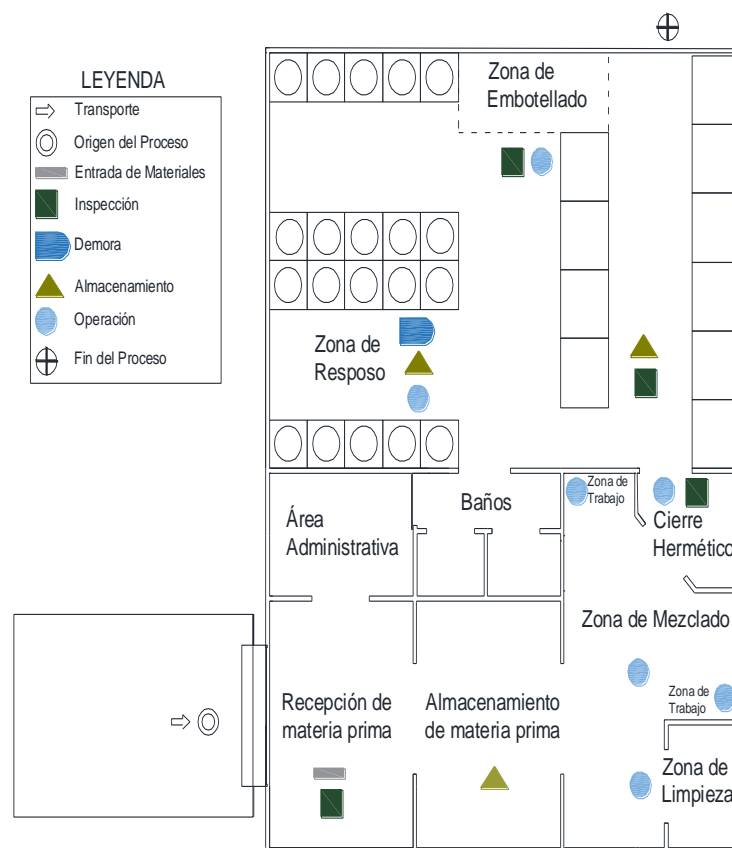 LEYENDA
Transporte
Origen del Proceso
Entrada de Materiales
Inspección
Demora
Almacenamiento
Operación
Fin del Proceso
Zona de
Embotellado
Zona de
Resposo
Zona de
Trabajo
Baños
Cierre
Hermético
Área
Administrativa
Zona de Mezclado
Recepción de
materia prima
Almacenamiento
de materia prima
Zona de
Trabajo
Zona de
Limpieza